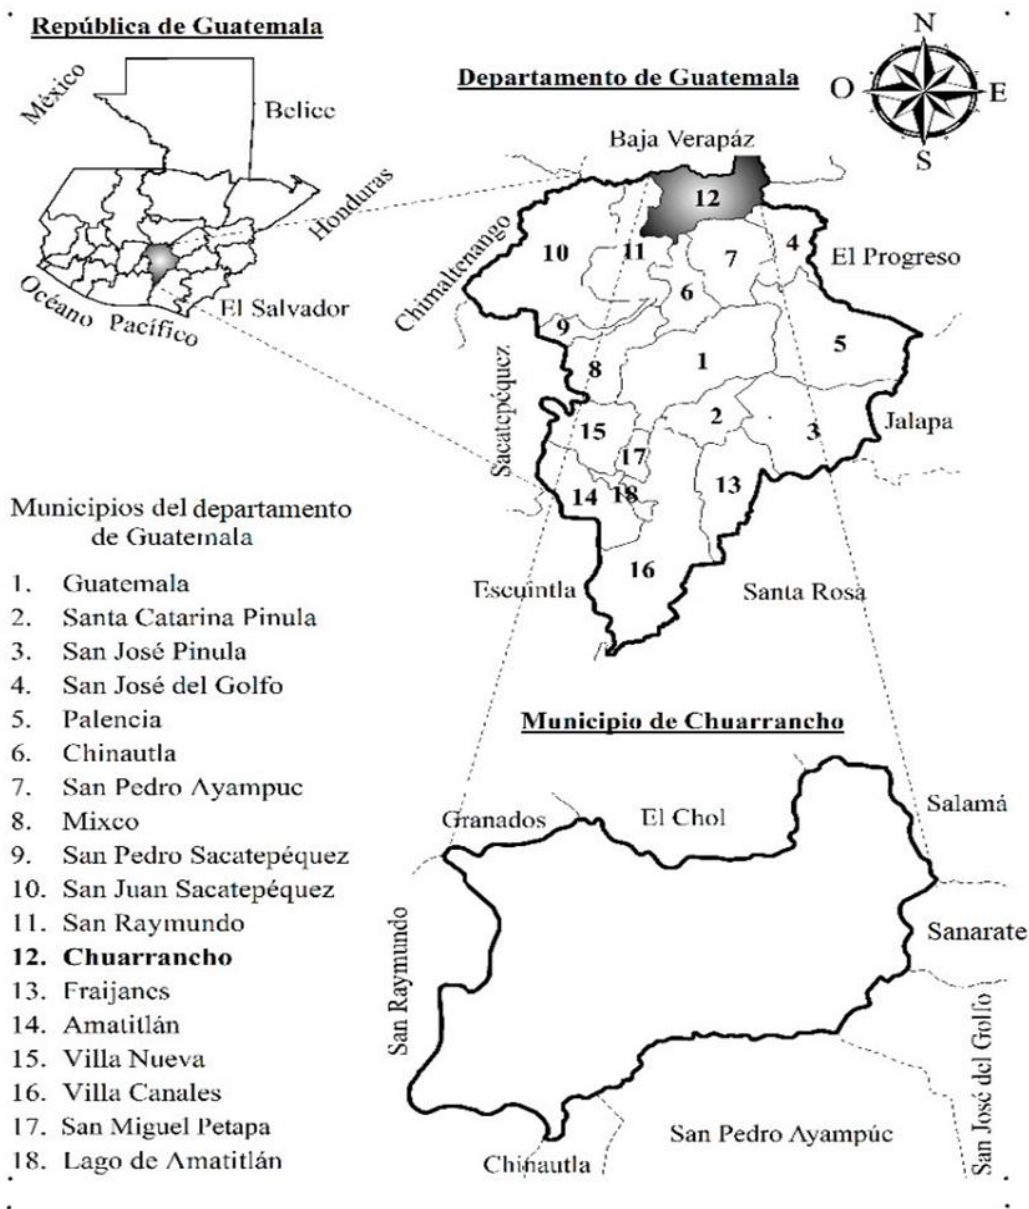 República de Guatemala
México
Belice
Honduras
El Salvador
Océano Pacífico
Departamento de Guatemala
N
O
E
S
Baja Verapáz
Chimaltenango
El Progreso
Sacatepéquez
Jalapa
Escuintla
Santa Rosa
12
10
11
7
4
6
9
5
1
8
2
15
3
17
14
18
13
16
Municipios del departamento
de Guatemala
1. Guatemala
2. Santa Catarina Pinula
3. San José Pinula
4. San José del Golfo
5. Palencia
6. Chinautla
7. San Pedro Ayampuc
8. Mixco
9. San Pedro Sacatepéquez
10. San Juan Sacatepéquez
11. San Raymundo
12. Chuarrancho
13. Fraijanes
14. Amatitlán
15. Villa Nueva
16. Villa Canales
17. San Miguel Petapa
18. Lago de Amatitlán
Municipio de Chuarrancho
Granados
El Chol
Salamá
Sanarate
San Raymundo
San José del Golfo
San Pedro Ayampúc
Chinautla